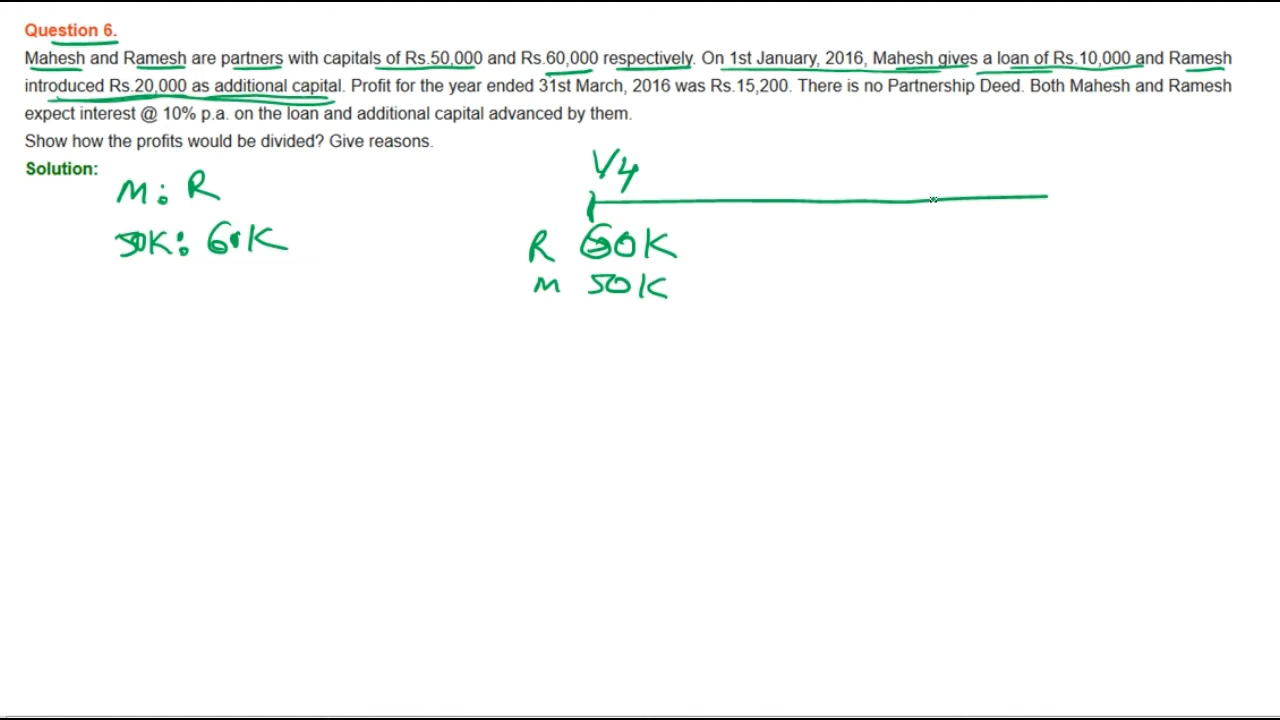 Question 6.
Mahesh and Ramesh are partners with capitals of Rs.50,000 and Rs.60,000 respectively. On 1st January, 2016, Mahesh gives a loan of Rs.10,000 and Ramesh
introduced Rs.20,000 as additional capital. Profit for the year ended 31st March, 2016 was Rs.15,200. There is no Partnership Deed. Both Mahesh and Ramesh
expect interest @ 10% p.a. on the loan and additional capital advanced by them.
Show how the profits would be divided? Give reasons.
Solution:
M : R
50K : 60K
1/4
R 60K
M 50K